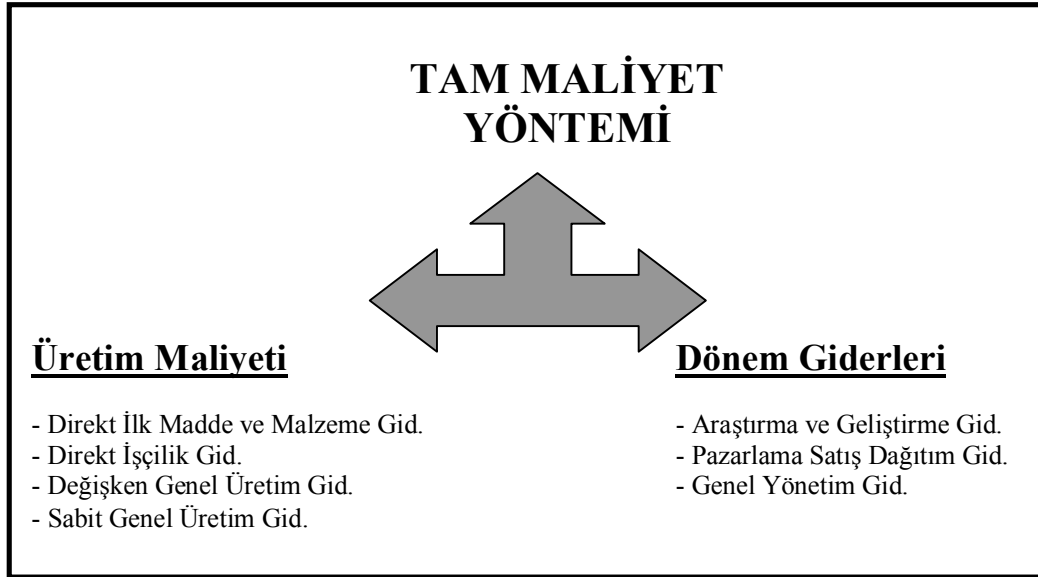 TAM MALİYET
YÖNTEMİ
Üretim Maliyeti
- Direkt İlk Madde ve Malzeme Gid.
- Direkt İşçilik Gid.
- Değişken Genel Üretim Gid.
- Sabit Genel Üretim Gid.
Dönem Giderleri
- Araştırma ve Geliştirme Gid.
- Pazarlama Satış Dağıtım Gid.
- Genel Yönetim Gid.